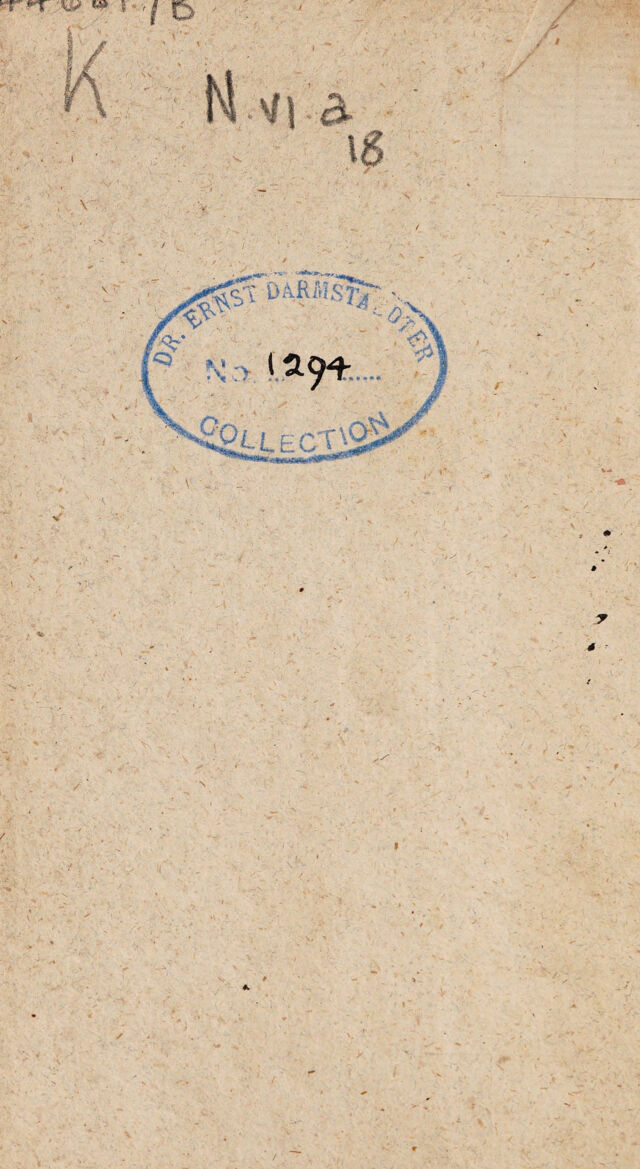 K N. VI. a
18
DR. ERNST DARMSTAEDTER
No. 1294
COLLECTION